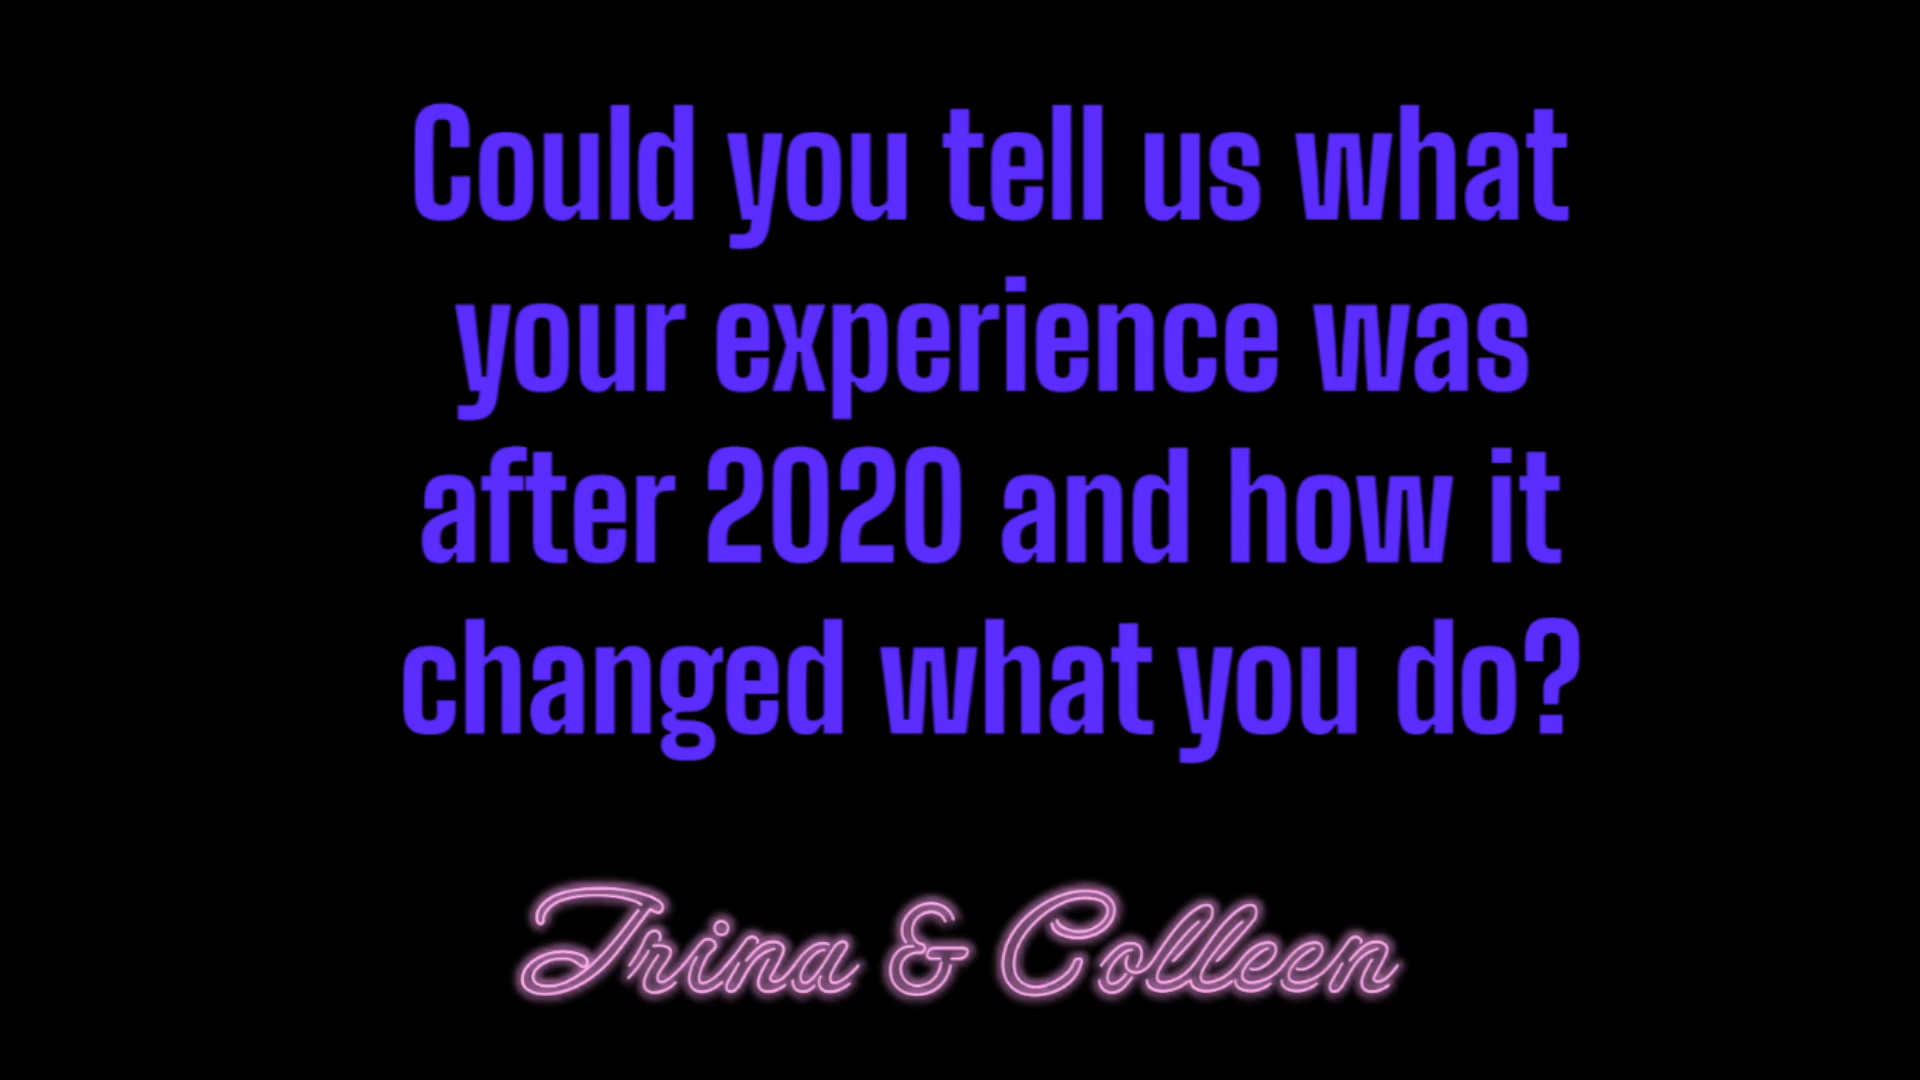 Could you tell us what
your experience was
after 2020 and how it
changed what you do?
Trina & Colleen